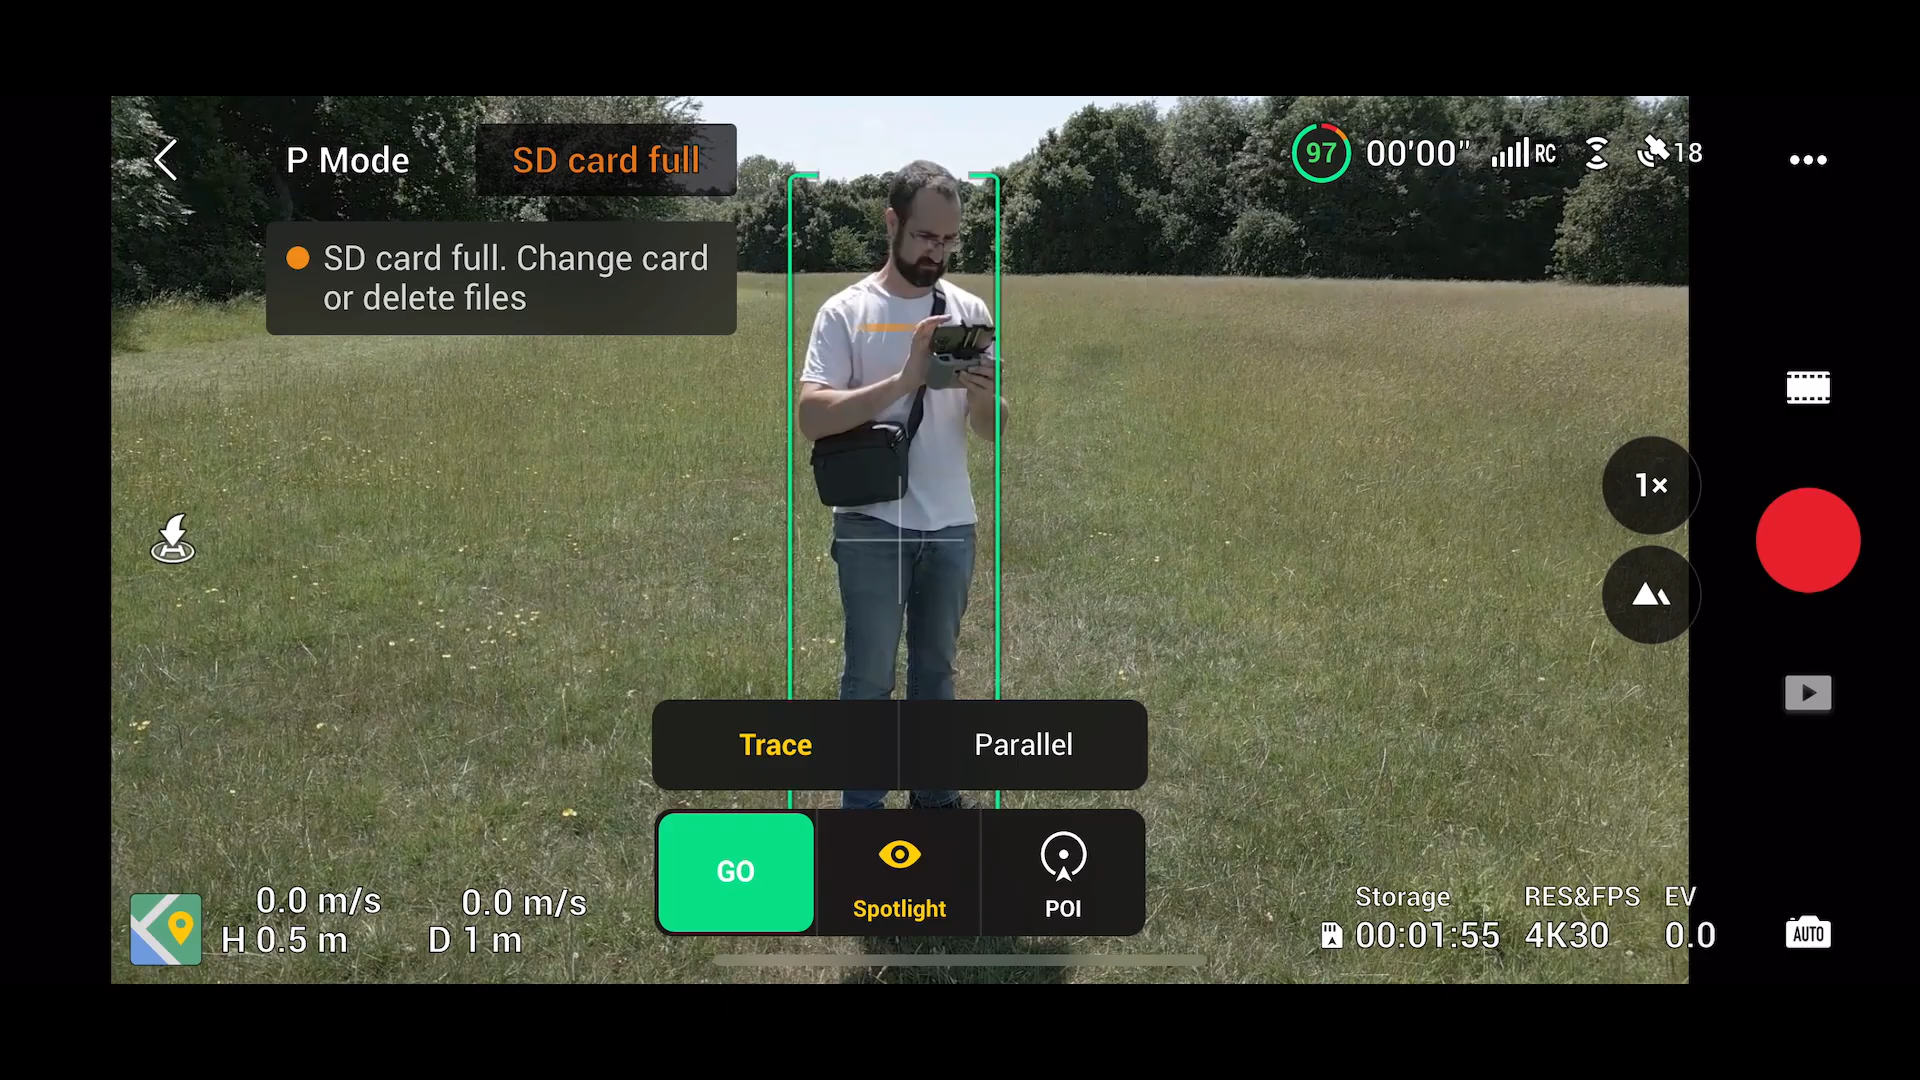 P Mode
SD card full
97
00'00"
RC
18
SD card full. Change card
or delete files
1×
Trace
Parallel
GO
Spotlight
POI
0.0 m/s
0.0 m/s
H 0.5 m
D 1 m
Storage
RES&FPS
EV
00:01:55
4K30
0.0
AUTO